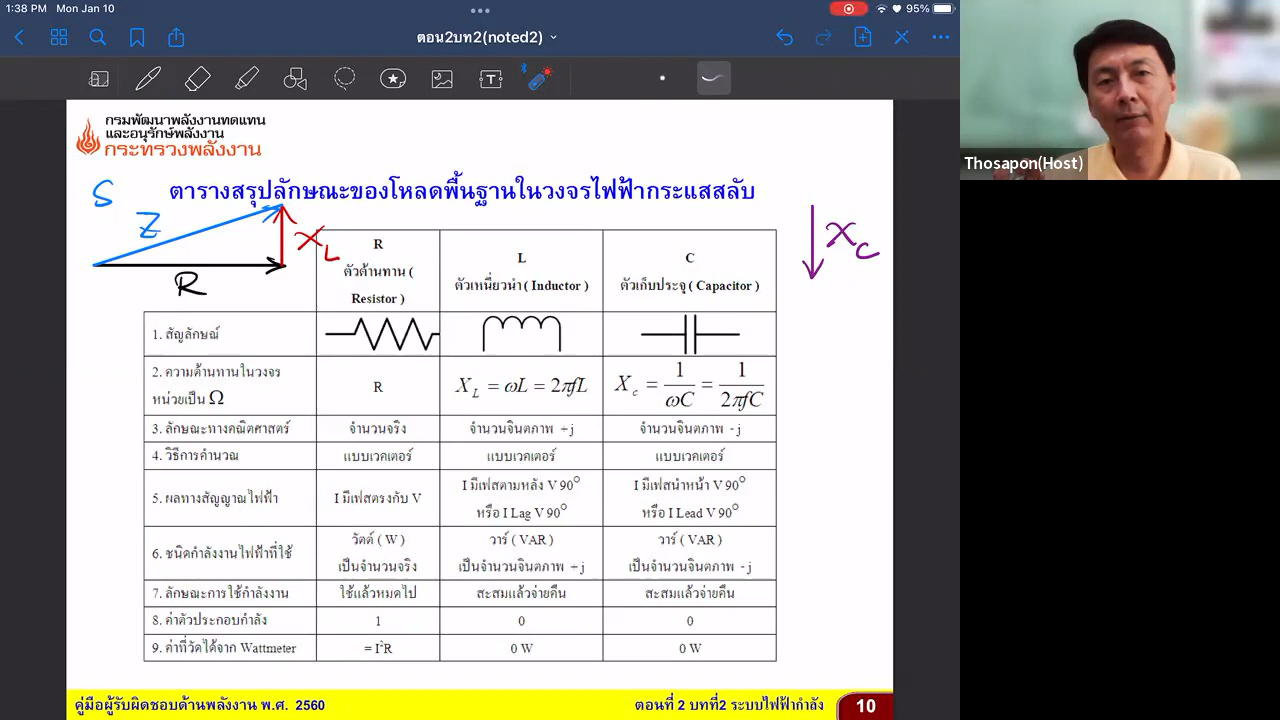 1:38 PM Mon Jan 10
95%
ตอน2บท2(noted2)
T
กรมพัฒนาพลังงานทดแทน
และอนุรักษ์พลังงาน
กระทรวงพลังงาน
ตารางสรุปลักษณะของโหลดพื้นฐานในวงจรไฟฟ้ากระแสสลับ
S
Z
X_L
R
X_C
R
ตัวต้านทาน (
Resistor )
L
ตัวเหนี่ยวนำ ( Inductor )
C
ตัวเก็บประจุ ( Capacitor )
1. สัญลักษณ์
2. ความต้านทานในวงจร
หน่วยเป็น Ω
R
X_L = ωL = 2πfL
X_c = 1/ωC = 1/2πfC
3. ลักษณะทางคณิตศาสตร์ จำนวนจริง จำนวนจินตภาพ +j จำนวนจินตภาพ - j
4. วิธีการคำนวณ แบบเวคเตอร์ แบบเวคเตอร์ แบบเวคเตอร์
5. ผลทางสัญญาณไฟฟ้า
I มีเฟสตรงกับ V
I มีเฟสตามหลัง V 90°
หรือ I Lag V 90°
I มีเฟสนำหน้า V 90°
หรือ I Lead V 90°
6. ชนิดกำลังงานไฟฟ้าที่ใช้
วัตต์ ( W )
เป็นจำนวนจริง
วาร์ ( VAR )
เป็นจำนวนจินตภาพ +j
วาร์ ( VAR )
เป็นจำนวนจินตภาพ -j
7. ลักษณะการใช้กำลังงาน ใช้แล้วหมดไป สะสมแล้วจ่ายคืน สะสมแล้วจ่ายคืน
8. ค่าตัวประกอบกำลัง 1 0 0
9. ค่าที่วัดได้จาก Wattmeter = I²R 0 W 0 W
คู่มือผู้รับผิดชอบด้านพลังงาน พ.ศ. 2560
ตอนที่ 2 บทที่2 ระบบไฟฟ้ากำลัง
10
Thosapon(Host)